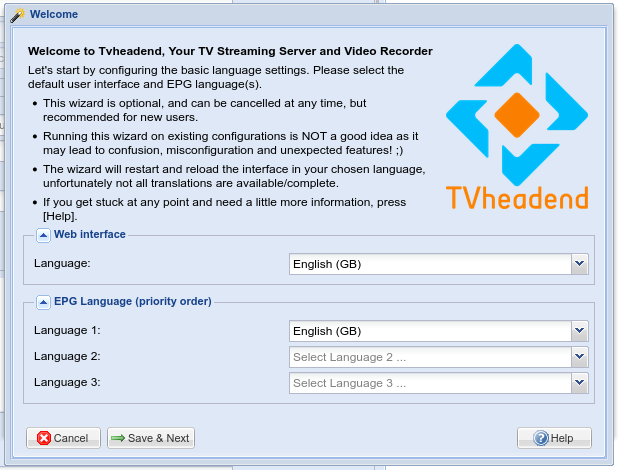 Welcome
Welcome to Tvheadend, Your TV Streaming Server and Video Recorder
Let's start by configuring the basic language settings. Please select the
default user interface and EPG language(s).
• This wizard is optional, and can be cancelled at any time, but
recommended for new users.
• Running this wizard on existing configurations is NOT a good idea as it
may lead to confusion, misconfiguration and unexpected features! ;)
• The wizard will restart and reload the interface in your chosen language,
unfortunately not all translations are available/complete.
• If you get stuck at any point and need a little more information, press
[Help].
TVheadend
Web interface
Language: English (GB)
EPG Language (priority order)
Language 1: English (GB)
Language 2: Select Language 2 ...
Language 3: Select Language 3 ...
Cancel Save & Next Help